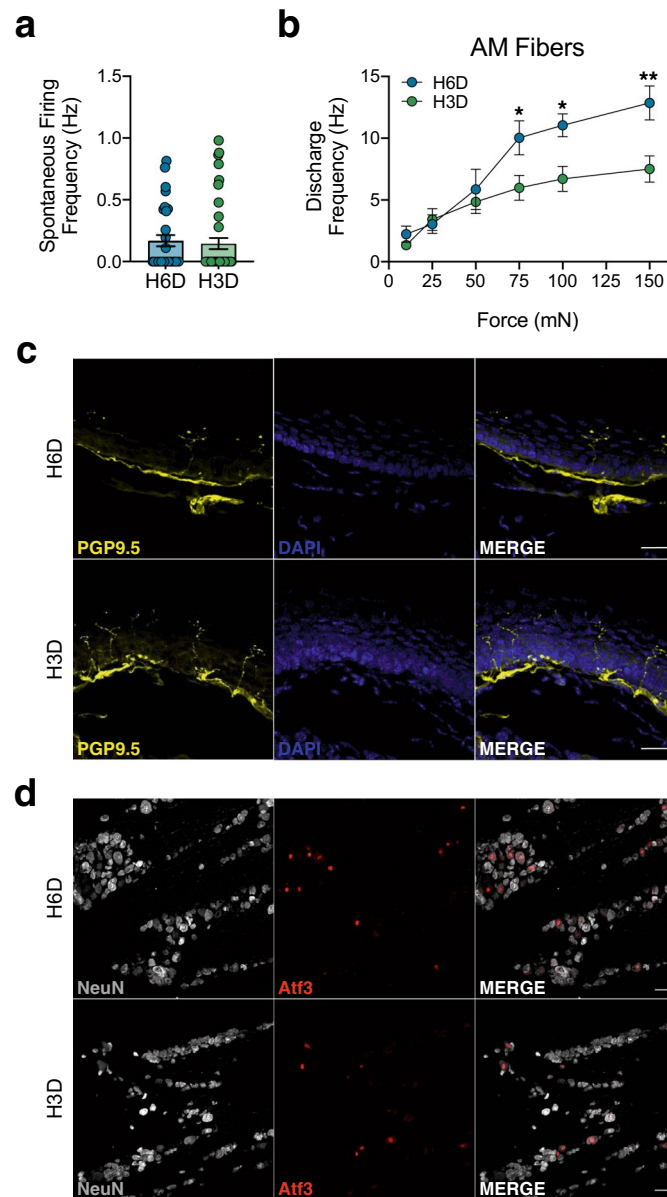 a
Spontaneous Firing
Frequency (Hz)
1.5
1.0
0.5
0.0
H6D H3D
b
AM Fibers
H6D
H3D
Discharge
Frequency (Hz)
15
10
5
0
* * **
0 25 50 75 100 125 150
Force (mN)
c
H6D
PGP9.5 DAPI MERGE
H3D
PGP9.5 DAPI MERGE
d
H6D
NeuN Atf3 MERGE
H3D
NeuN Atf3 MERGE